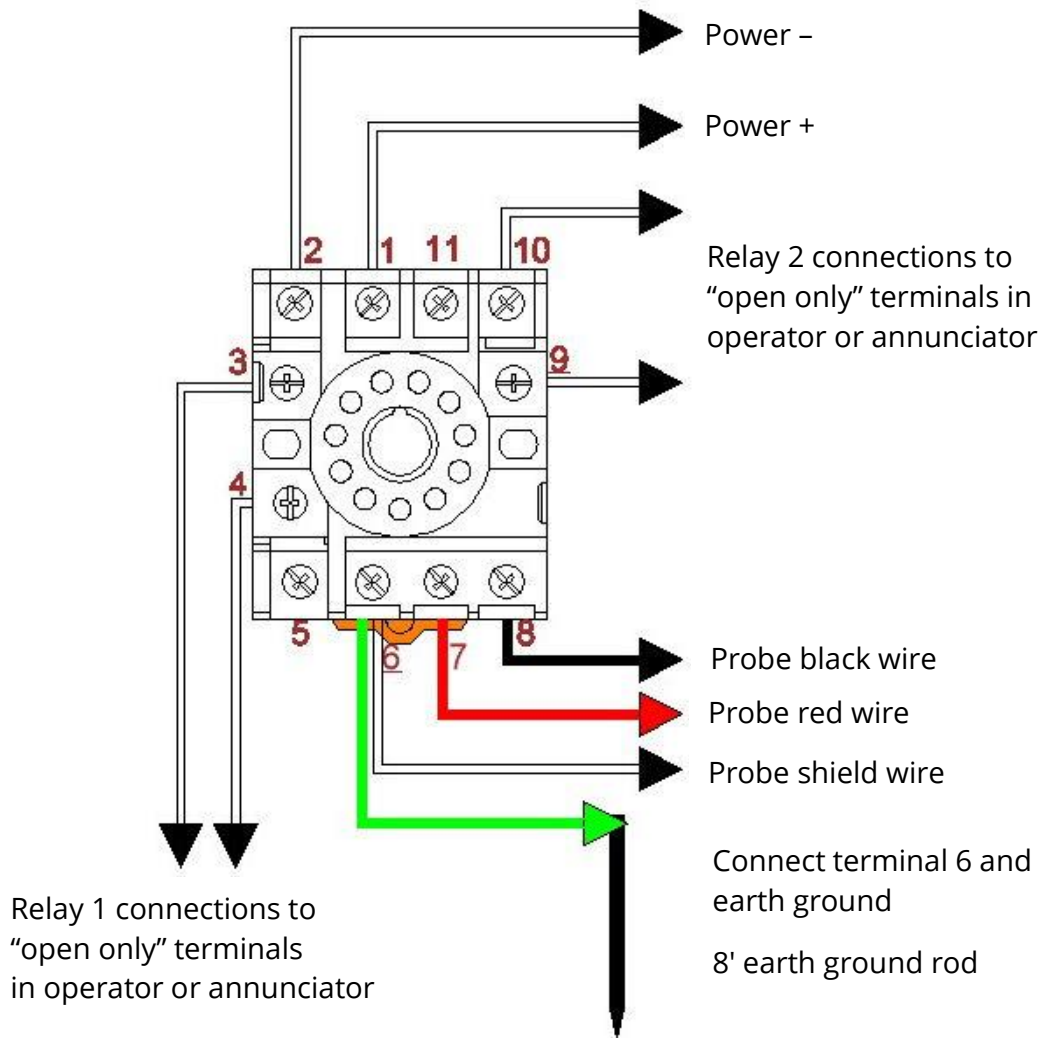 Power –
Power +
2
1
11
10
Relay 2 connections to
“open only” terminals in
operator or annunciator
3
9
4
5
6
7
8
Probe black wire
Probe red wire
Probe shield wire
Connect terminal 6 and
earth ground
8' earth ground rod
Relay 1 connections to
“open only” terminals
in operator or annunciator